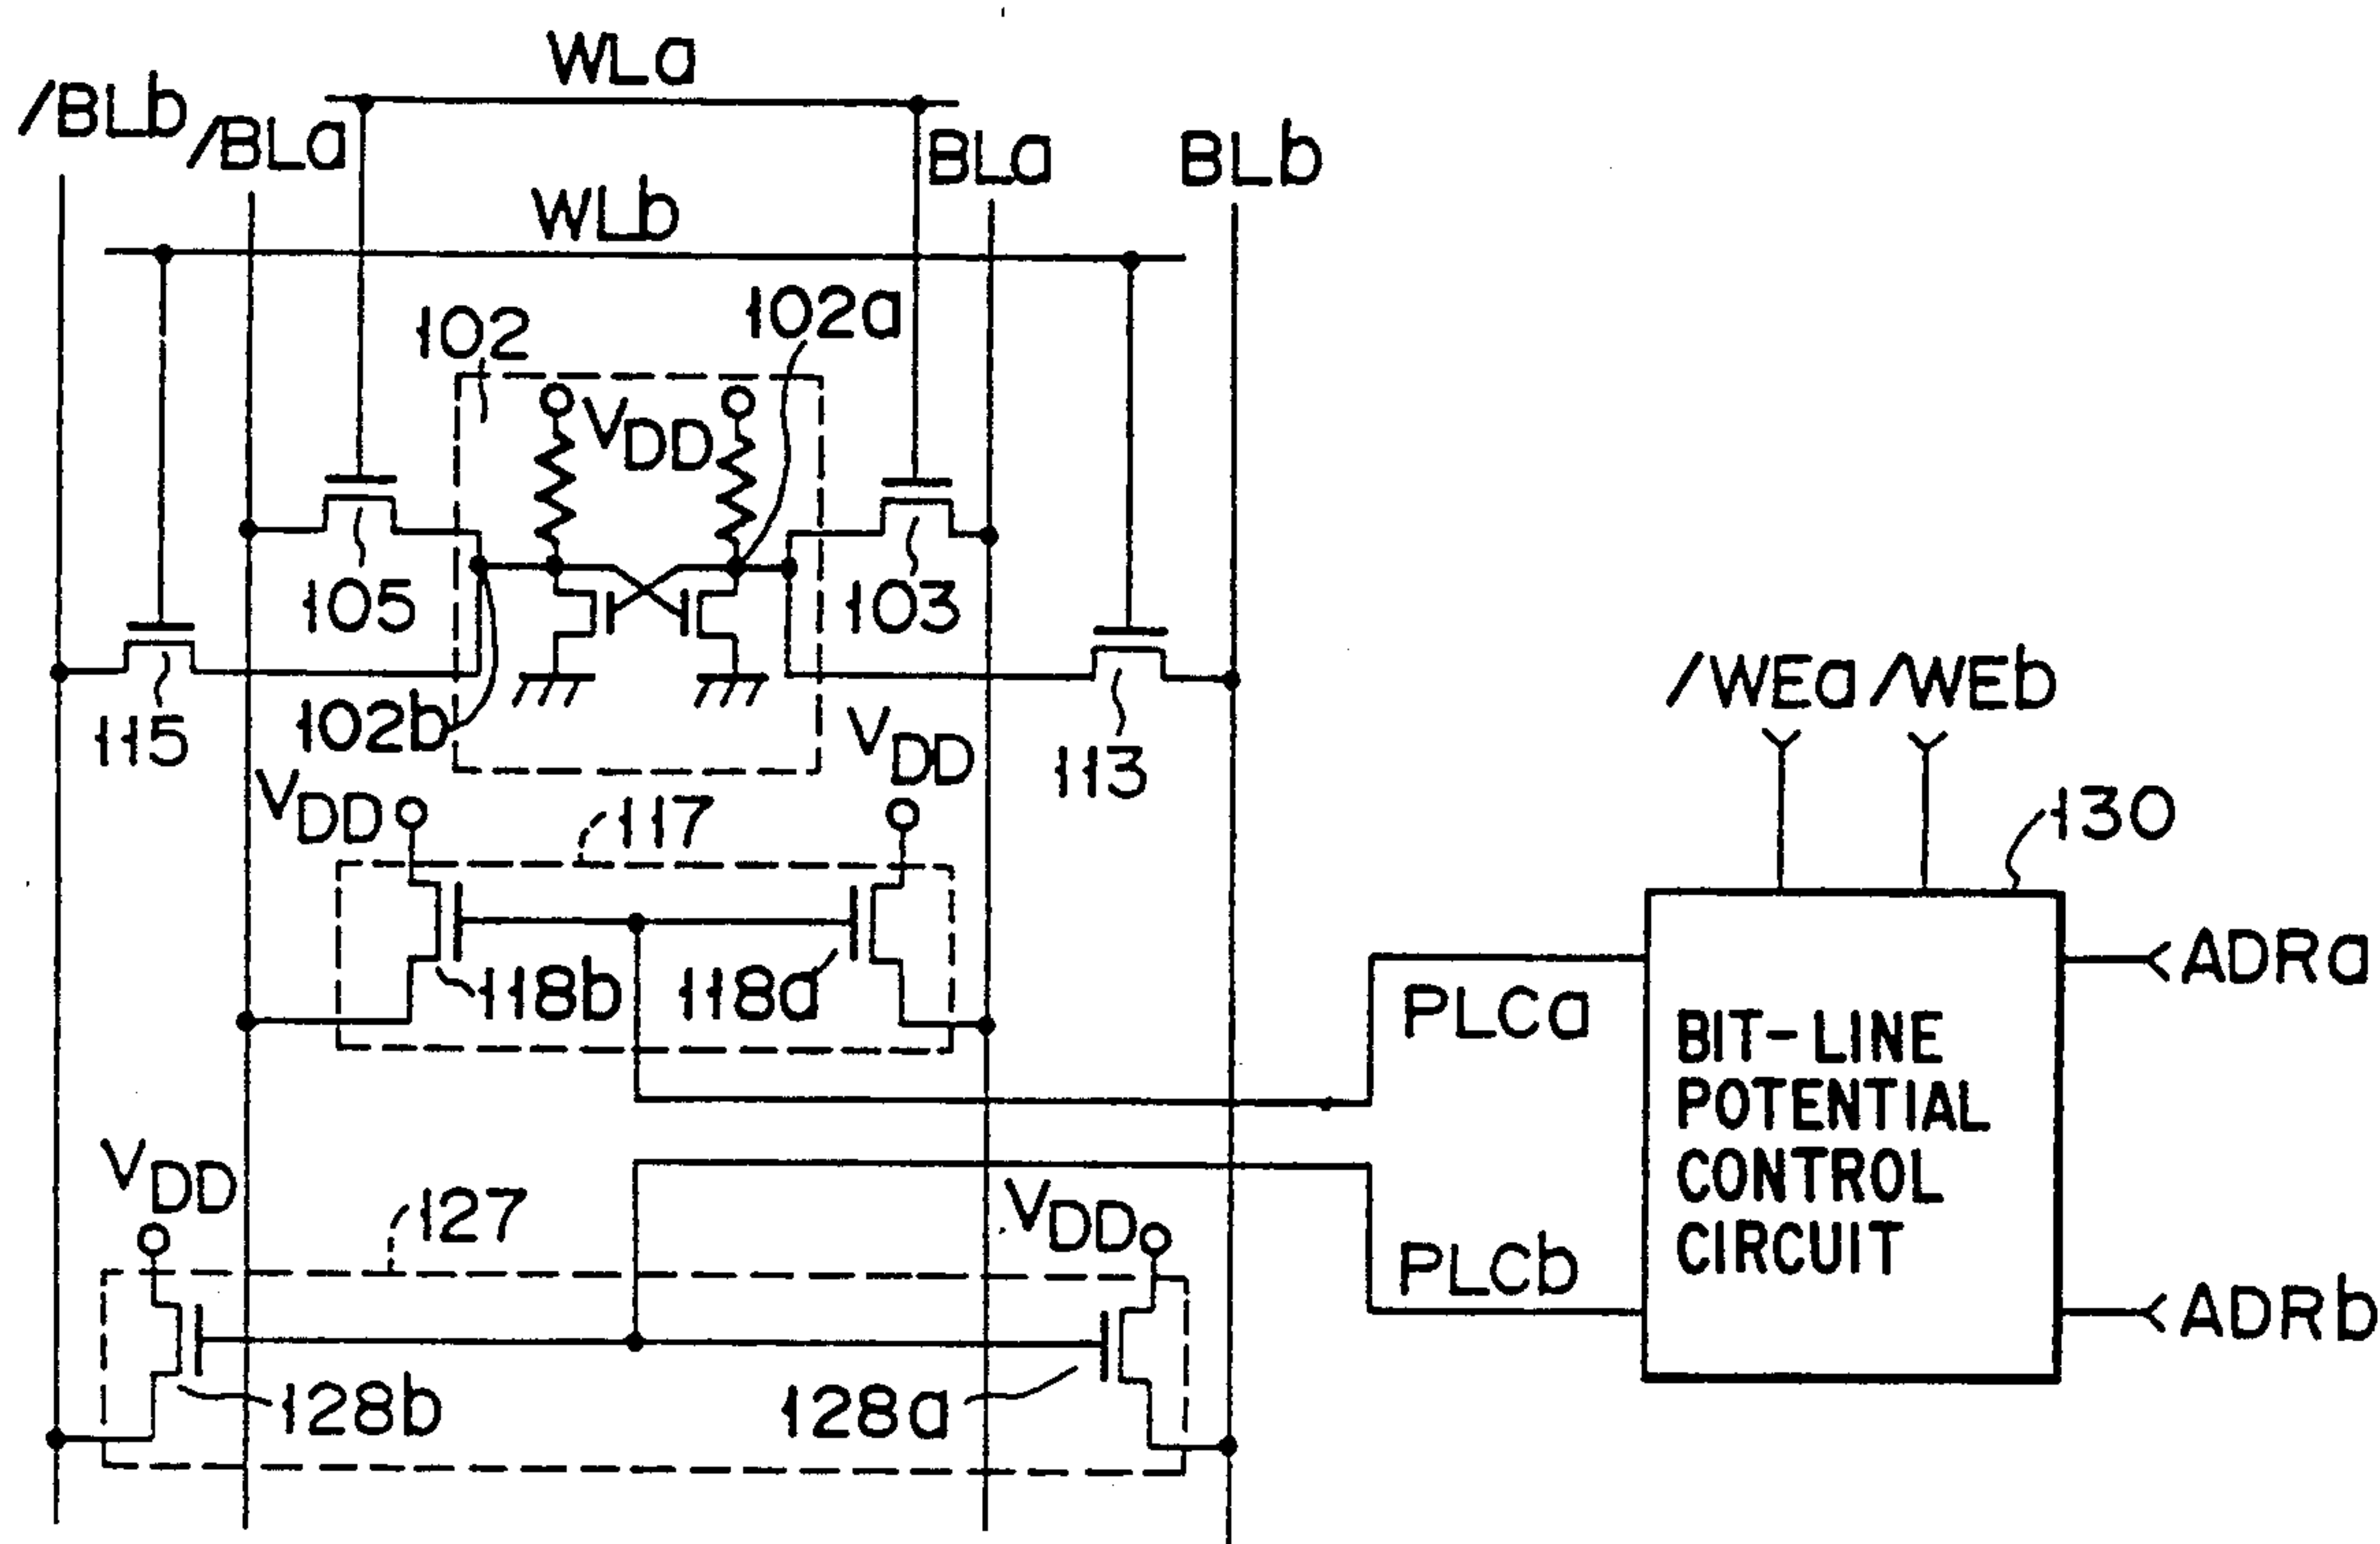 WLa
/BLb
/BLa
BLa
BLb
WLb
102
102a
VDD
105
103
115
102b
113
VDD
VDD
117
118b
118a
/WEa
/WEb
130
ADRa
PLCa
BIT-LINE
POTENTIAL
CONTROL
CIRCUIT
PLCb
ADRb
VDD
127
VDD
128b
128a